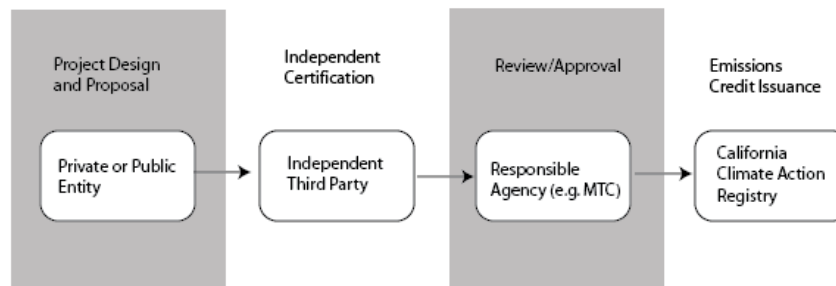 Project Design
and Proposal
Independent
Certification
Review/Approval
Emissions
Credit Issuance
Private or Public
Entity
Independent
Third Party
Responsible
Agency (e.g. MTC)
California
Climate Action
Registry